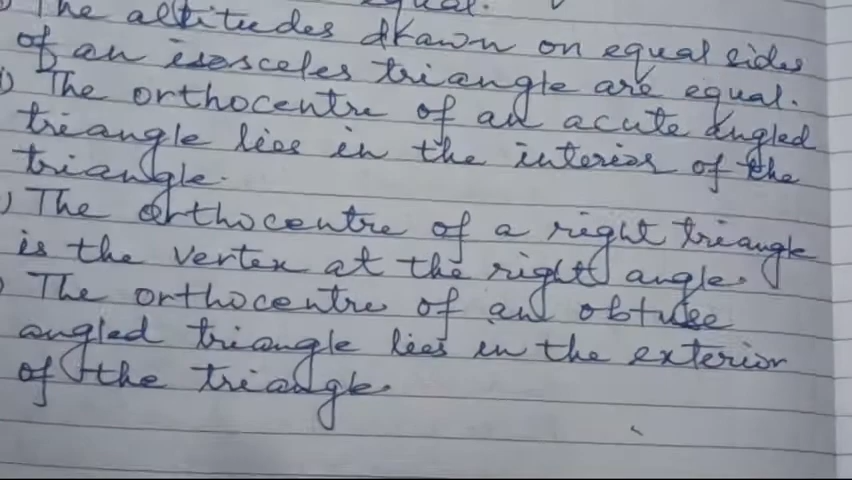 equal.
The altitudes drawn on equal sides
of an isosceles triangle are equal.
i) The orthocentre of an acute angled
triangle lies in the interior of the
triangle.
) The orthocentre of a right triangle
is the vertex at the right angle.
) The orthocentre of an obtuse
angled triangle lies in the exterior
of the triangle.